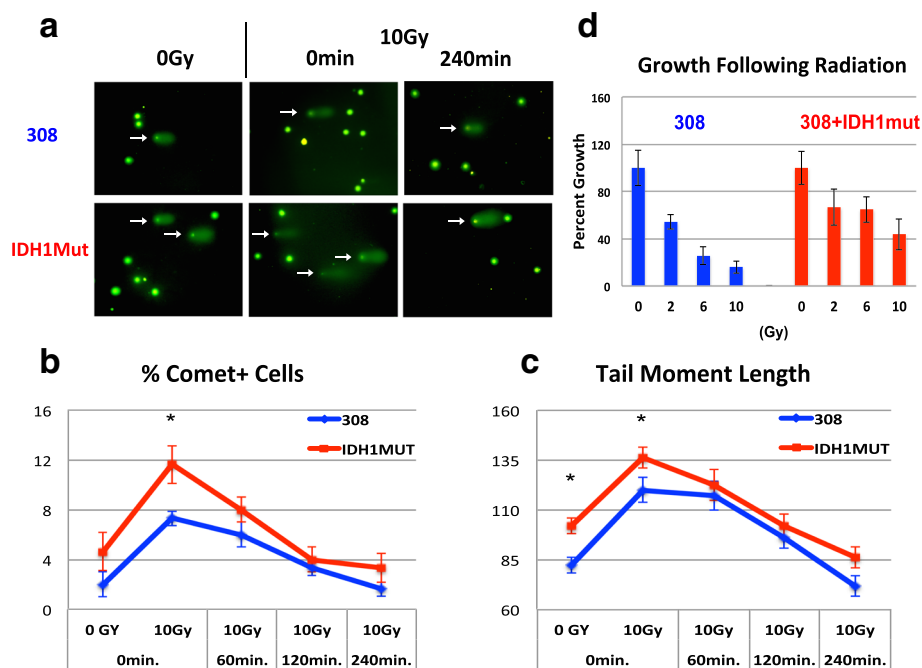 a
0Gy
10Gy
0min
240min
308
IDH1Mut
d
Growth Following Radiation
308
308+IDH1mut
Percent Growth
160
120
80
40
0
0 2 6 10 0 2 6 10
(Gy)
b
% Comet+ Cells
*
308
IDH1MUT
16
12
8
4
0
0 GY 10Gy 10Gy 10Gy 10Gy
0min. 60min. 120min. 240min.
c
Tail Moment Length
* *
308
IDH1MUT
160
135
110
85
60
0 GY 10Gy 10Gy 10Gy 10Gy
0min. 60min. 120min. 240min.